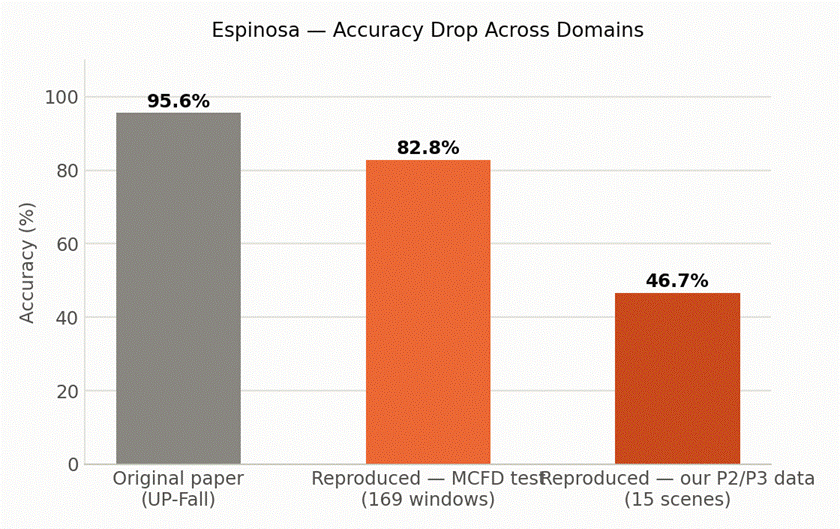 Espinosa — Accuracy Drop Across Domains
Accuracy (%)
100
80
60
40
20
0
95.6%
82.8%
46.7%
Original paper
(UP-Fall)
Reproduced — MCFD test
(169 windows)
Reproduced — our P2/P3 data
(15 scenes)